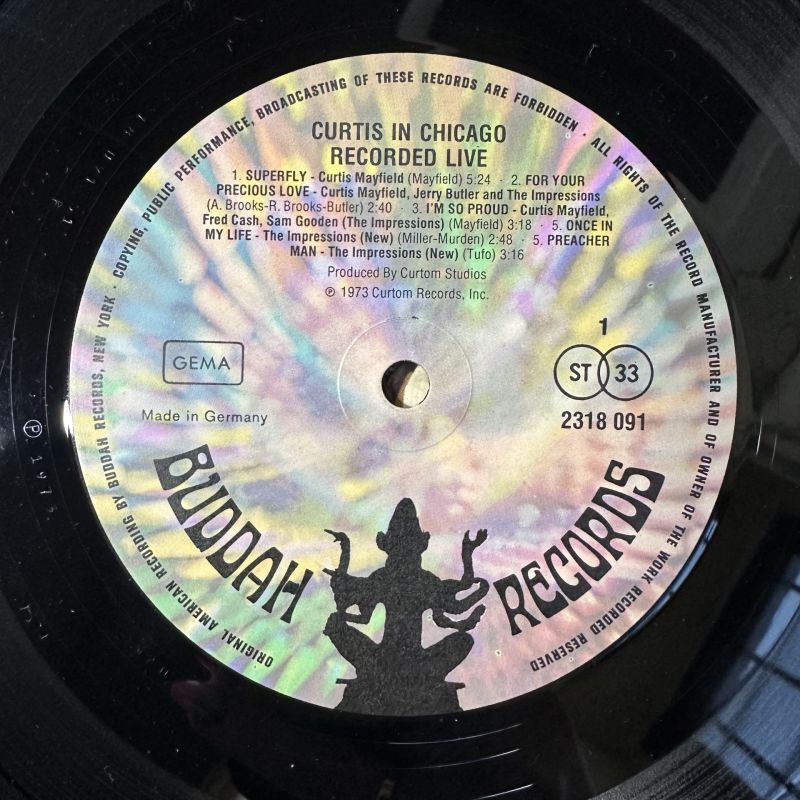 CURTIS IN CHICAGO
RECORDED LIVE
1. SUPERFLY - Curtis Mayfield (Mayfield) 5:24 · 2. FOR YOUR
PRECIOUS LOVE - Curtis Mayfield, Jerry Butler and The Impressions
(A. Brooks-R. Brooks-Butler) 2:40 · 3. I'M SO PROUD - Curtis Mayfield,
Fred Cash, Sam Gooden (The Impressions) (Mayfield) 3:18 · 5. ONCE IN
MY LIFE - The Impressions (New) (Miller-Murden) 2:48 · 5. PREACHER
MAN - The Impressions (New) (Tufo) 3:16
Produced By Curtom Studios
℗ 1973 Curtom Records, Inc.
GEMA
Made in Germany
1
ST 33
2318 091
BUDDAH RECORDS
ORIGINAL AMERICAN RECORDING BY BUDDAH RECORDS, NEW YORK · COPYING, PUBLIC PERFORMANCE, BROADCASTING OF THESE RECORDS ARE FORBIDDEN · ALL RIGHTS OF THE RECORD MANUFACTURER AND OF OWNER OF THE WORK RECORDED RESERVED
℗ 1973